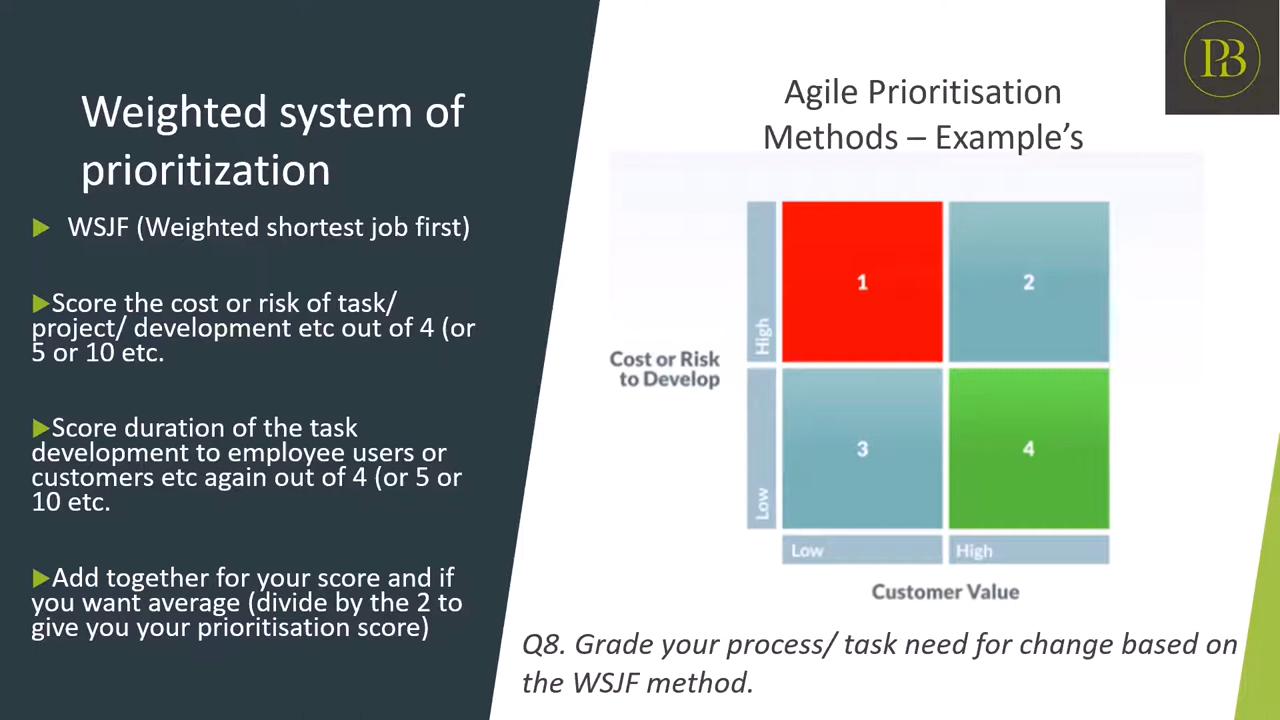 Weighted system of
prioritization
WSJF (Weighted shortest job first)
Score the cost or risk of task/
project/ development etc out of 4 (or
5 or 10 etc.
Score duration of the task
development to employee users or
customers etc again out of 4 (or 5 or
10 etc.
Add together for your score and if
you want average (divide by the 2 to
give you your prioritisation score)
PB
Agile Prioritisation
Methods – Example’s
Cost or Risk
to Develop
High
1
2
Low
3
4
Low
High
Customer Value
Q8. Grade your process/ task need for change based on
the WSJF method.